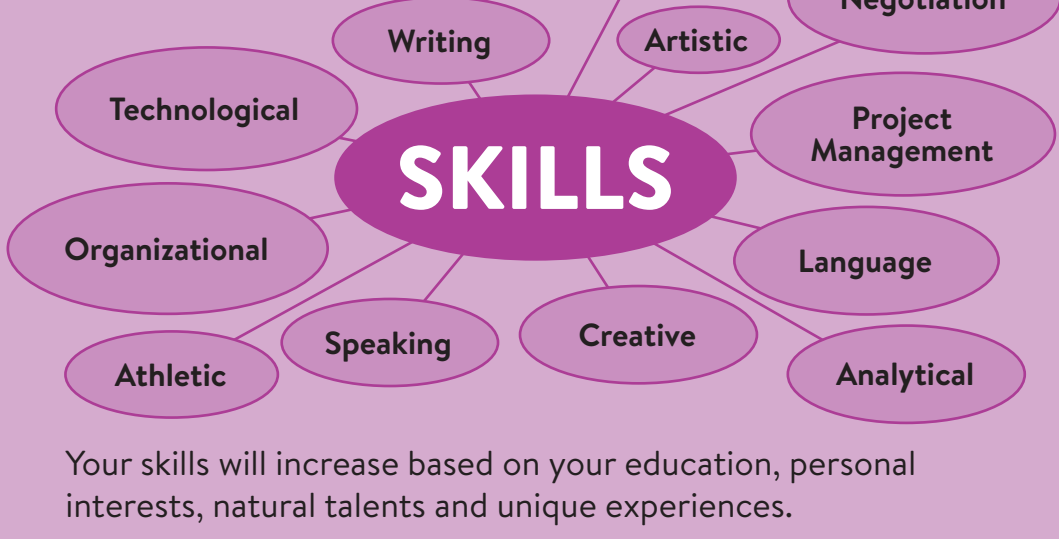 Negotiation
Writing
Artistic
Technological
Project
Management
SKILLS
Organizational
Language
Speaking
Creative
Athletic
Analytical
Your skills will increase based on your education, personal
interests, natural talents and unique experiences.